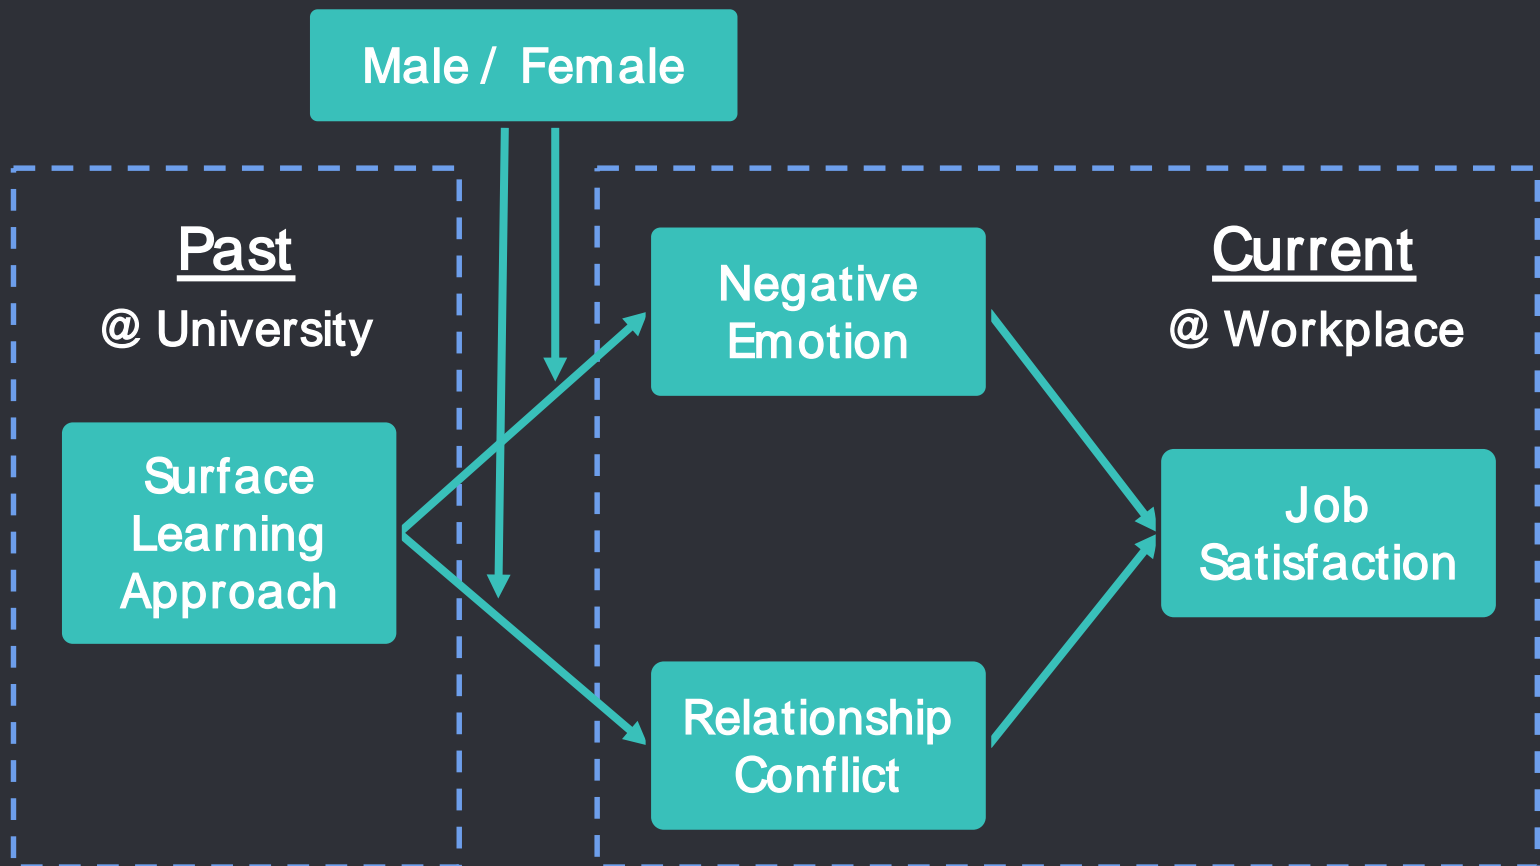 Male / Female
Past
@ University
Surface
Learning
Approach
Negative
Emotion
Relationship
Conflict
Current
@ Workplace
Job
Satisfaction